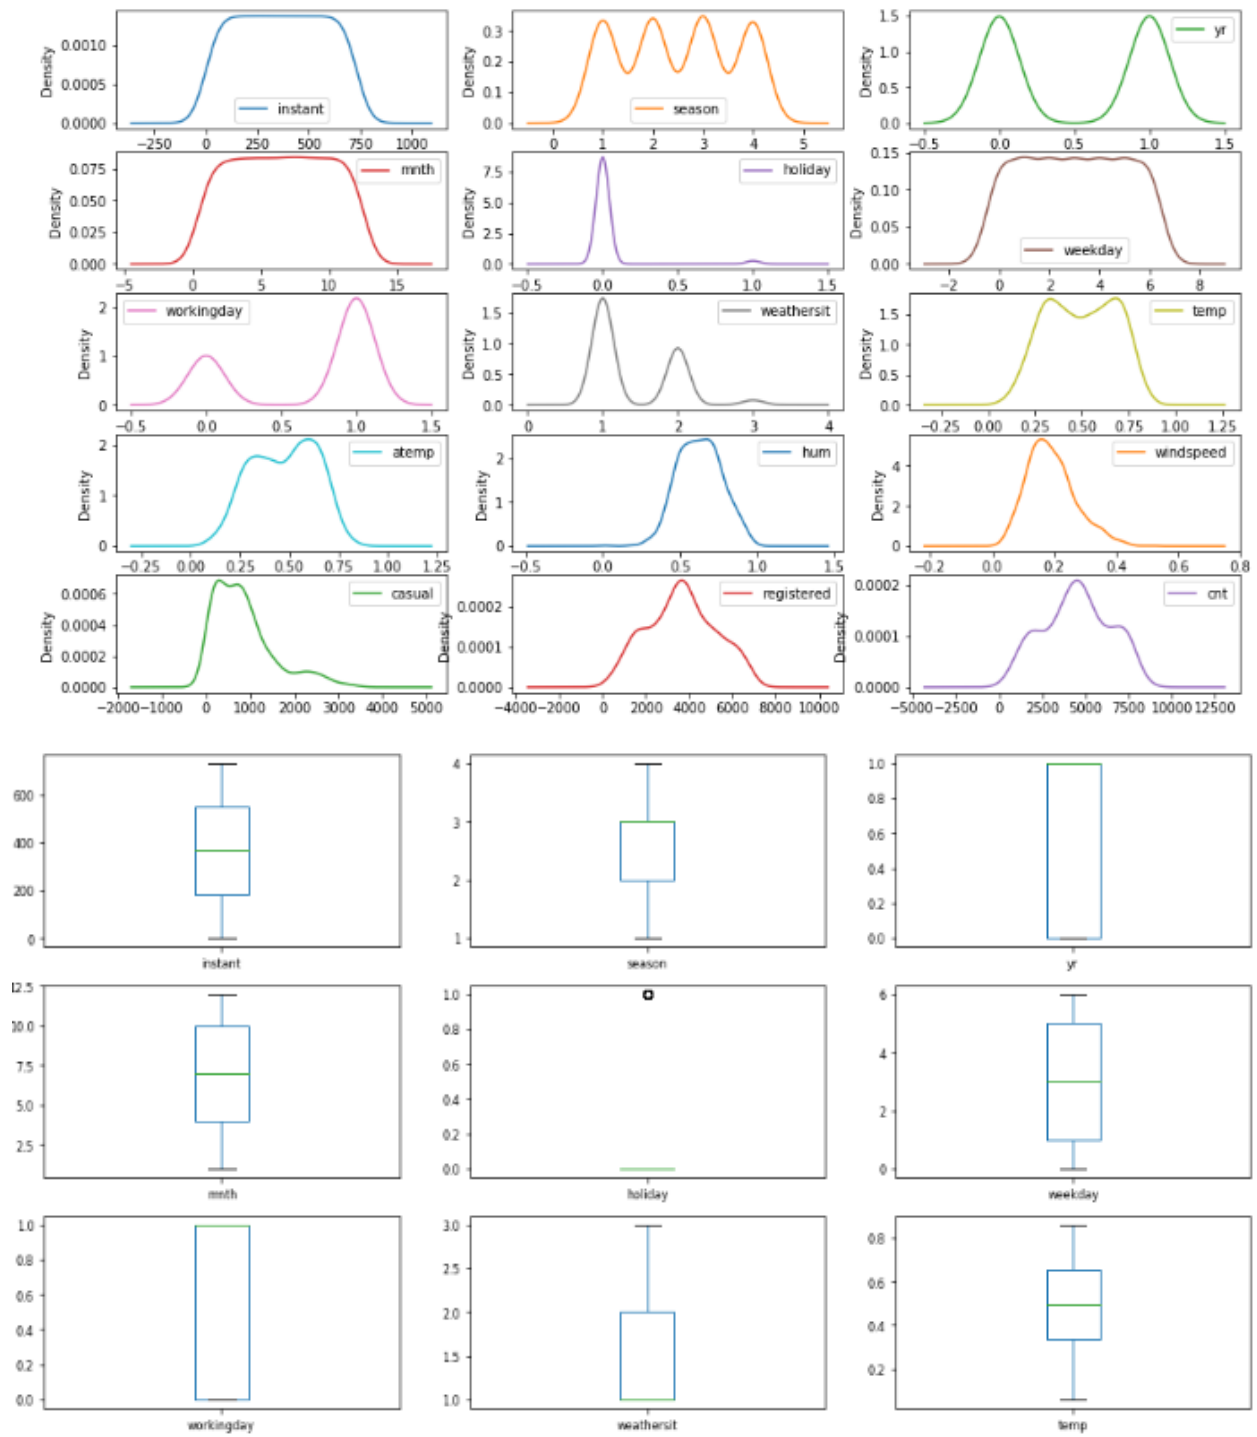 0.0010
0.0005
0.0000
Density
instant
−250 0 250 500 750 1000
0.3
0.2
0.1
0.0
Density
season
0 1 2 3 4 5
1.5
1.0
0.5
0.0
Density
yr
−0.5 0.0 0.5 1.0 1.5
0.075
0.050
0.025
0.000
Density
mnth
−5 0 5 10 15
7.5
5.0
2.5
0.0
Density
holiday
−0.5 0.0 0.5 1.0 1.5
0.15
0.10
0.05
0.00
Density
weekday
−2 0 2 4 6 8
2
1
0
Density
workingday
−0.5 0.0 0.5 1.0 1.5
1.5
1.0
0.5
0.0
Density
weathersit
0 1 2 3 4
1.5
1.0
0.5
0.0
Density
temp
−0.25 0.00 0.25 0.50 0.75 1.00 1.25
2
1
0
Density
atemp
−0.25 0.00 0.25 0.50 0.75 1.00 1.25
2
1
0
Density
hum
−0.5 0.0 0.5 1.0 1.5
4
2
0
Density
windspeed
−0.2 0.0 0.2 0.4 0.6 0.8
0.0006
0.0004
0.0002
0.0000
Density
casual
−2000−1000 0 1000 2000 3000 4000 5000
0.0002
0.0001
0.0000
Density
registered
−4000−2000 0 2000 4000 6000 8000 10000
0.0002
0.0001
0.0000
Density
cnt
−5000−2500 0 2500 5000 7500 10000 12500
600
400
200
0
instant
4
3
2
1
season
1.0
0.8
0.6
0.4
0.2
0.0
yr
12.5
10.0
7.5
5.0
2.5
mnth
1.0
0.8
0.6
0.4
0.2
0.0
holiday
6
4
2
0
weekday
1.0
0.8
0.6
0.4
0.2
0.0
workingday
3.0
2.5
2.0
1.5
1.0
weathersit
0.8
0.6
0.4
0.2
temp